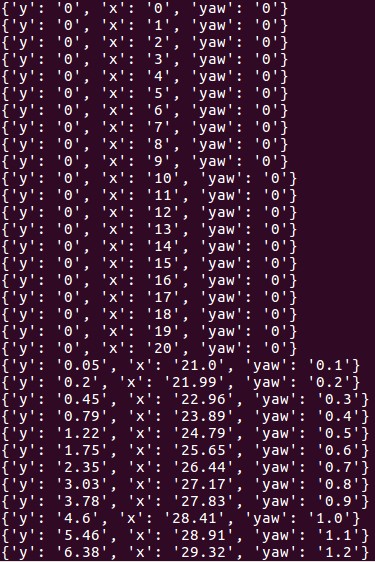 {'y': '0', 'x': '0', 'yaw': '0'}
{'y': '0', 'x': '1', 'yaw': '0'}
{'y': '0', 'x': '2', 'yaw': '0'}
{'y': '0', 'x': '3', 'yaw': '0'}
{'y': '0', 'x': '4', 'yaw': '0'}
{'y': '0', 'x': '5', 'yaw': '0'}
{'y': '0', 'x': '6', 'yaw': '0'}
{'y': '0', 'x': '7', 'yaw': '0'}
{'y': '0', 'x': '8', 'yaw': '0'}
{'y': '0', 'x': '9', 'yaw': '0'}
{'y': '0', 'x': '10', 'yaw': '0'}
{'y': '0', 'x': '11', 'yaw': '0'}
{'y': '0', 'x': '12', 'yaw': '0'}
{'y': '0', 'x': '13', 'yaw': '0'}
{'y': '0', 'x': '14', 'yaw': '0'}
{'y': '0', 'x': '15', 'yaw': '0'}
{'y': '0', 'x': '16', 'yaw': '0'}
{'y': '0', 'x': '17', 'yaw': '0'}
{'y': '0', 'x': '18', 'yaw': '0'}
{'y': '0', 'x': '19', 'yaw': '0'}
{'y': '0', 'x': '20', 'yaw': '0'}
{'y': '0.05', 'x': '21.0', 'yaw': '0.1'}
{'y': '0.2', 'x': '21.99', 'yaw': '0.2'}
{'y': '0.45', 'x': '22.96', 'yaw': '0.3'}
{'y': '0.79', 'x': '23.89', 'yaw': '0.4'}
{'y': '1.22', 'x': '24.79', 'yaw': '0.5'}
{'y': '1.75', 'x': '25.65', 'yaw': '0.6'}
{'y': '2.35', 'x': '26.44', 'yaw': '0.7'}
{'y': '3.03', 'x': '27.17', 'yaw': '0.8'}
{'y': '3.78', 'x': '27.83', 'yaw': '0.9'}
{'y': '4.6', 'x': '28.41', 'yaw': '1.0'}
{'y': '5.46', 'x': '28.91', 'yaw': '1.1'}
{'y': '6.38', 'x': '29.32', 'yaw': '1.2'}